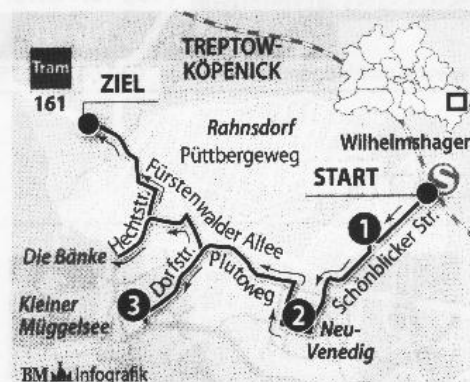 TREPTOW-
KÖPENICK
Tram
161
ZIEL
Rahnsdorf
Püttbergeweg
Wilhelmshagen
START
S
1
Schönblicker Str.
Fürstenwalder Allee
Hechtstr.
Die Bänke
Dorfstr.
Plutoweg
Kleiner
Müggelsee
3
2
Neu-
Venedig
BM Infografik